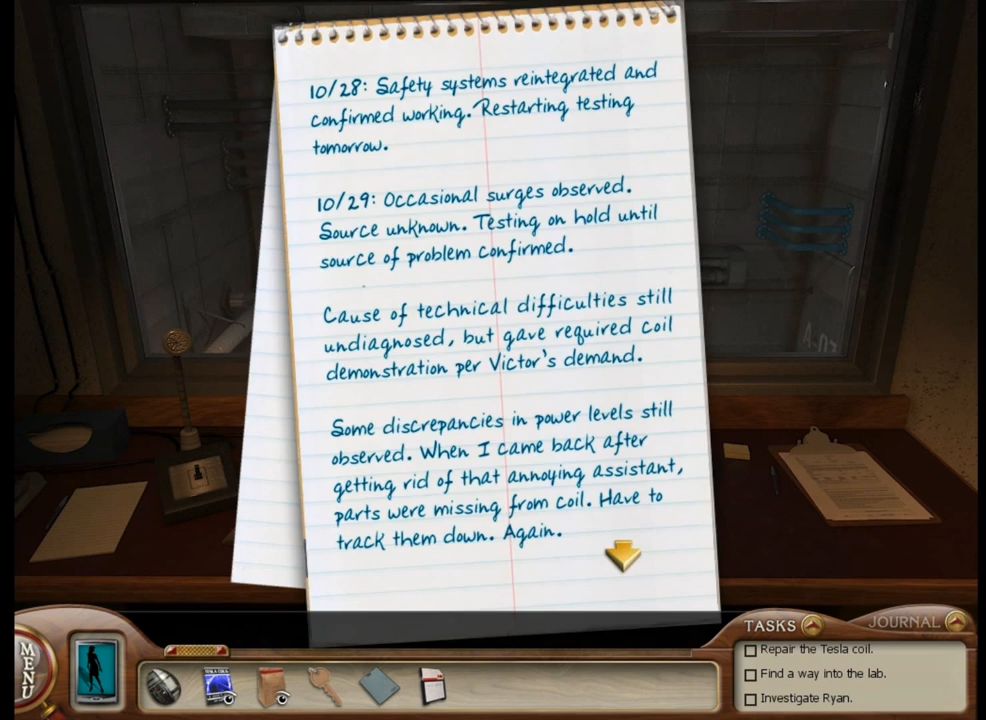 10/28: Safety systems reintegrated and
confirmed working. Restarting testing
tomorrow.
10/29: Occasional surges observed.
Source unknown. Testing on hold until
source of problem confirmed.
Cause of technical difficulties still
undiagnosed, but gave required coil
demonstration per Victor's demand.
Some discrepancies in power levels still
observed. When I came back after
getting rid of that annoying assistant,
parts were missing from coil. Have to
track them down. Again.
MENU
TASKS
JOURNAL
Repair the Tesla coil.
Find a way into the lab.
Investigate Ryan.